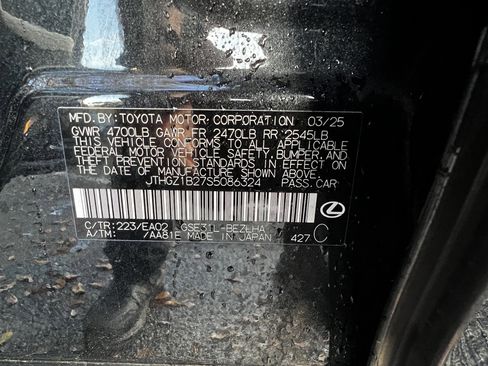 MFD. BY: TOYOTA MOTOR CORPORATION 03/25
GVWR 4700LB GAWR FR 2470LB RR 2545LB
THIS VEHICLE CONFORMS TO ALL APPLICABLE
FEDERAL MOTOR VEHICLE SAFETY, BUMPER, AND
THEFT PREVENTION STANDARDS IN EFFECT ON
THE DATE OF MANUFACTURE SHOWN ABOVE.
JTHGZ1B27S5086324 PASS. CAR
C/TR: 223/EA02 GSE31L-BEZLHA
A/TM: /AA81E MADE IN JAPAN 427 C